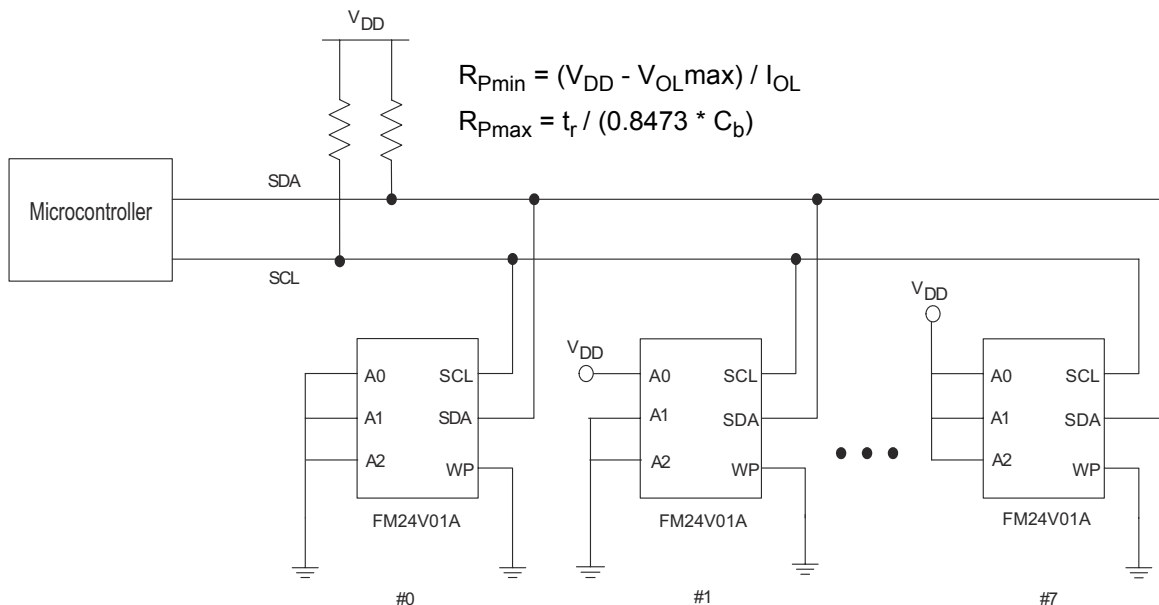 VDD
RPmin = (VDD - VOLmax) / IOL
RPmax = tr / (0.8473 * Cb)
Microcontroller
SDA
SCL
VDD
VDD
A0
SCL
A1
SDA
A2
WP
FM24V01A
A0
SCL
A1
SDA
A2
WP
FM24V01A
A0
SCL
A1
SDA
A2
WP
FM24V01A
#0
#1
#7